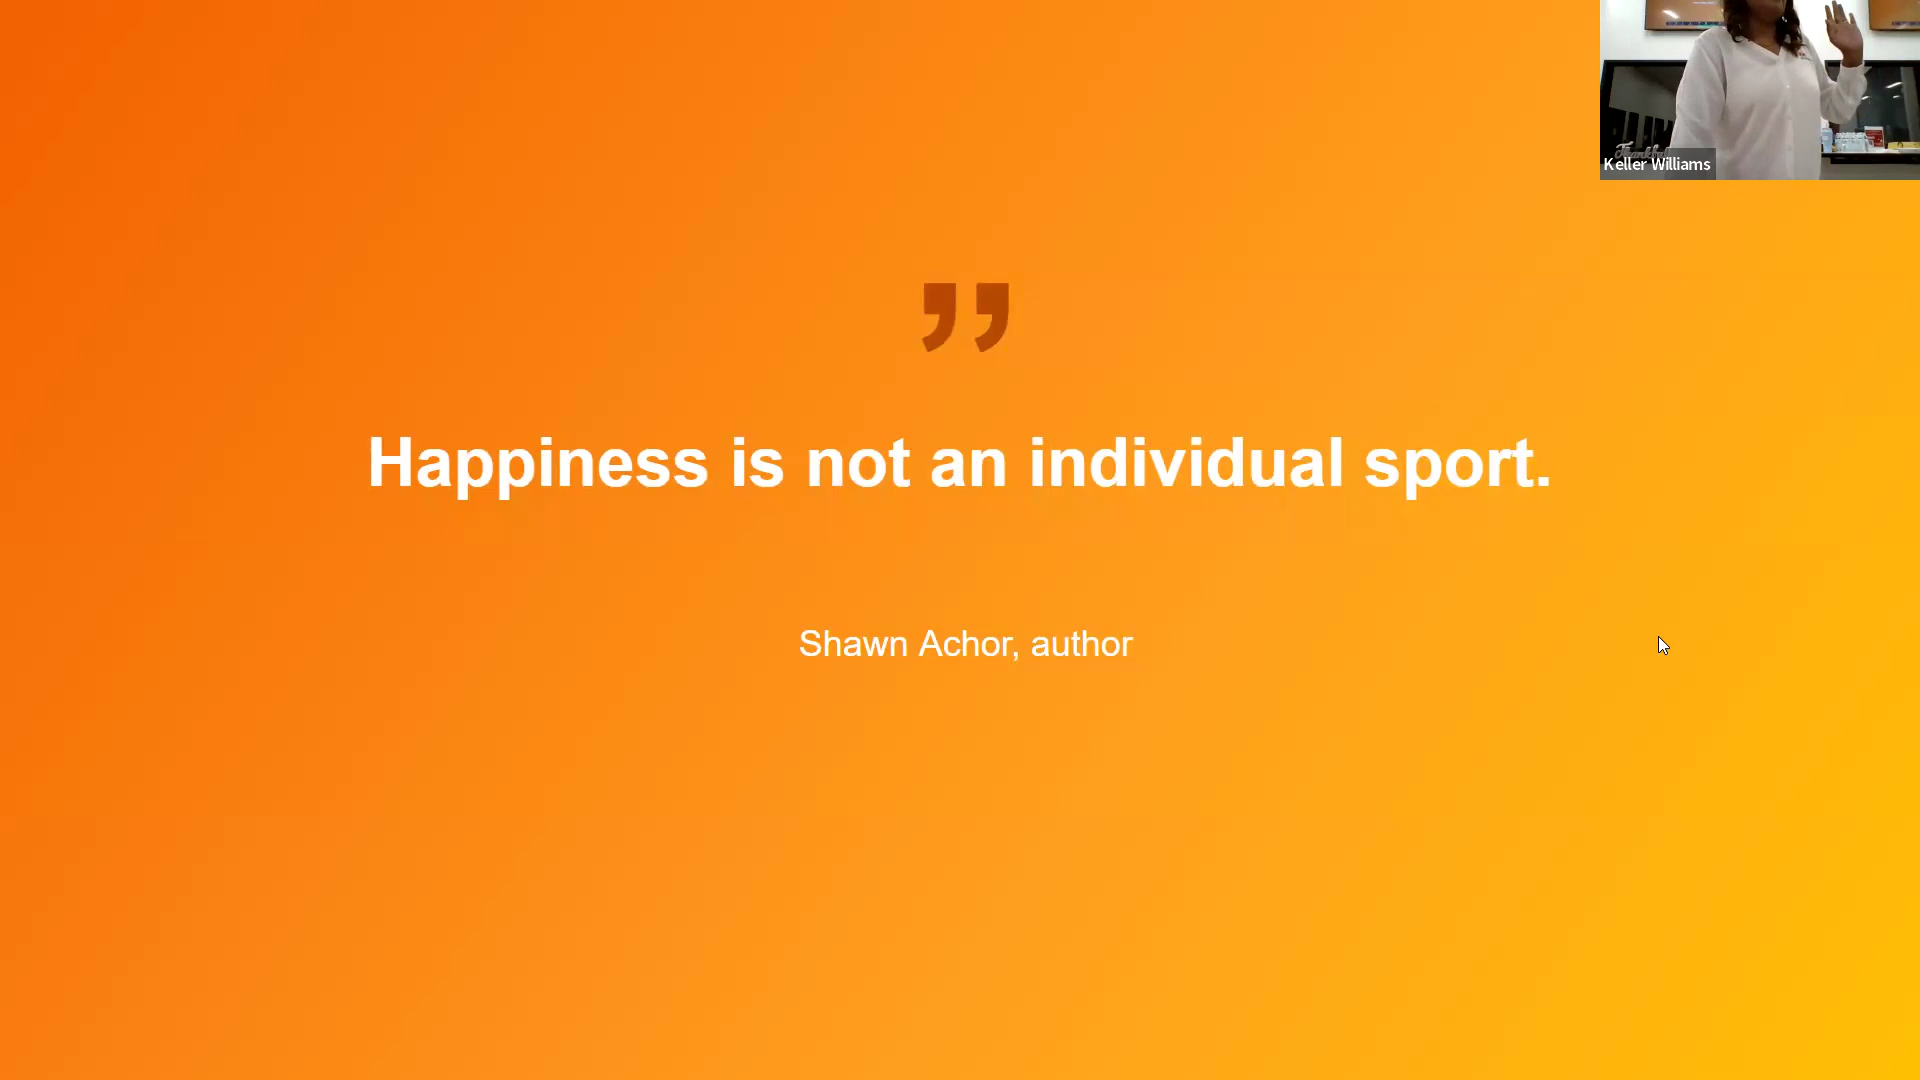 Keller Williams
”
Happiness is not an individual sport.
Shawn Achor, author